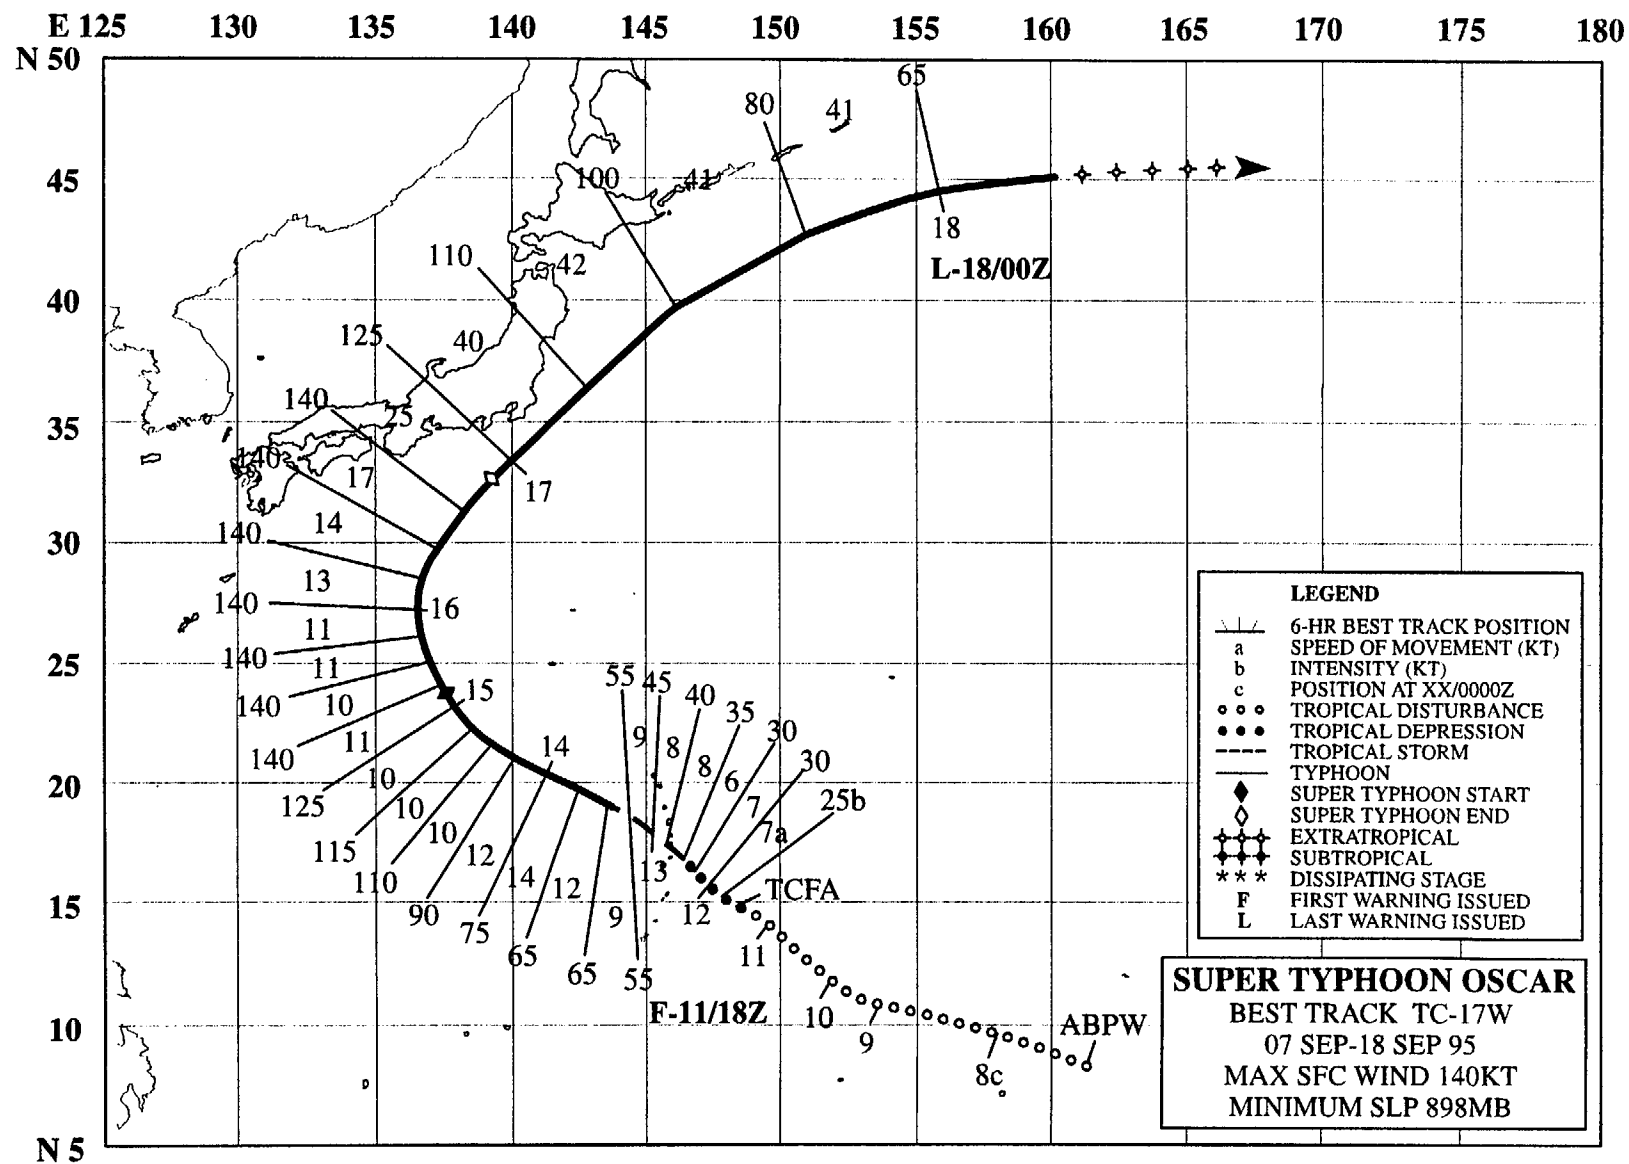 E 125 130 135 140 145 150 155 160 165 170 175 180
N 50
65
80
41
45
100
41
18
L-18/00Z
110
42
40
125
40
140
25
35
140
17
17
140
14
30
13
140
16
11
140
11
25
140
10
15
140
11
55
45
40
35
30
30
25b
9
8
8
6
7
7a
14
20
125
10
10
115
10
110
12
90
14
75
12
65
9
65
55
13
12
TCFA
15
11
F-11/18Z
10
9
8c
ABPW
10
N 5
LEGEND
6-HR BEST TRACK POSITION
a SPEED OF MOVEMENT (KT)
b INTENSITY (KT)
c POSITION AT XX/0000Z
TROPICAL DISTURBANCE
TROPICAL DEPRESSION
TROPICAL STORM
TYPHOON
SUPER TYPHOON START
SUPER TYPHOON END
EXTRATROPICAL
SUBTROPICAL
*** DISSIPATING STAGE
F FIRST WARNING ISSUED
L LAST WARNING ISSUED
SUPER TYPHOON OSCAR
BEST TRACK TC-17W
07 SEP-18 SEP 95
MAX SFC WIND 140KT
MINIMUM SLP 898MB